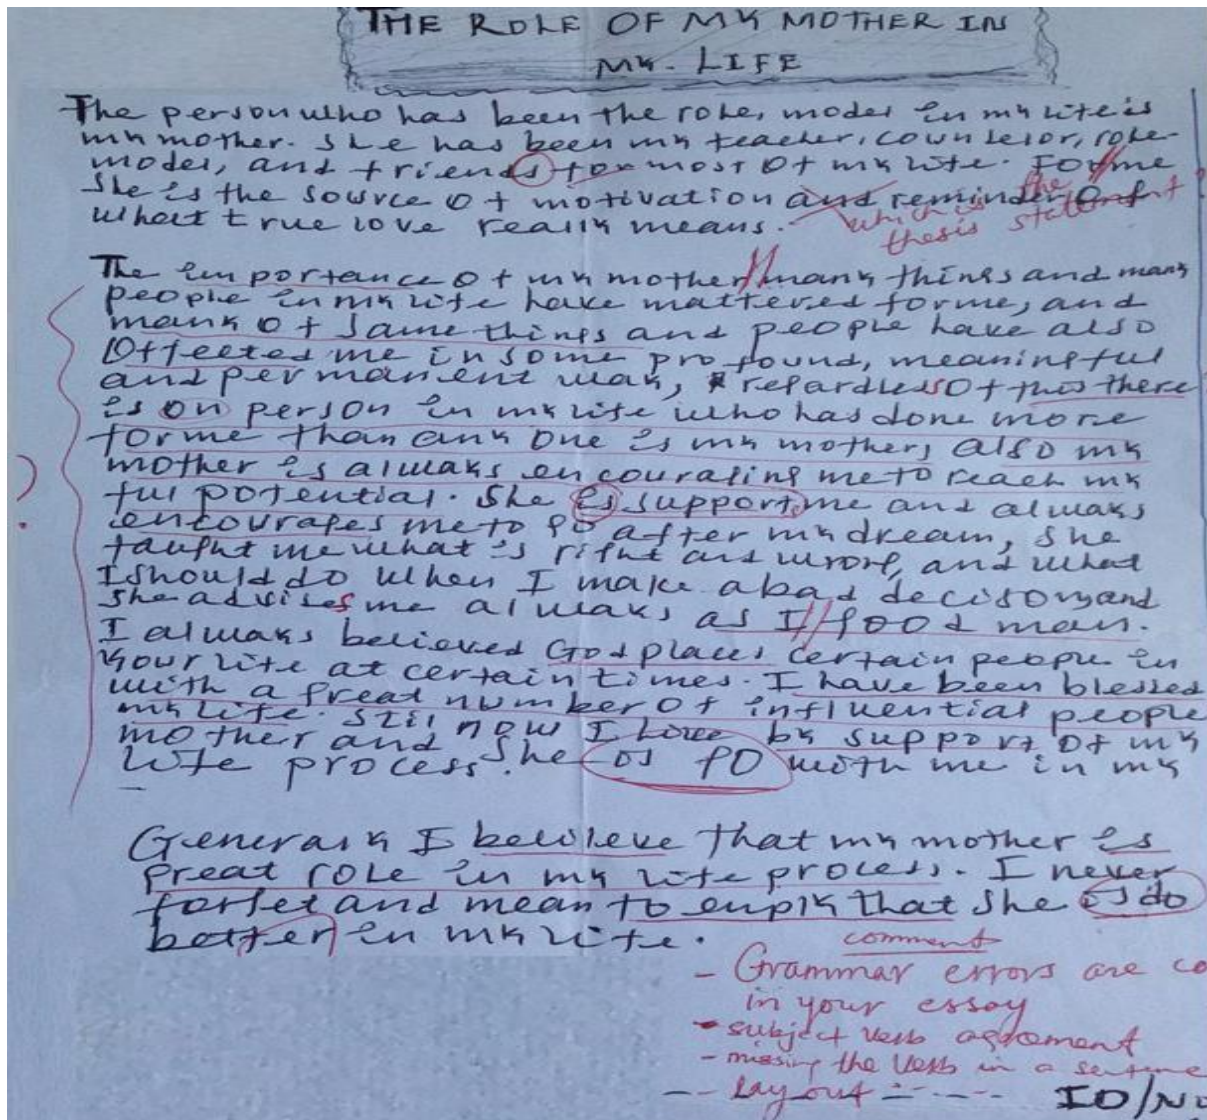 THE ROLE OF MY MOTHER IN
MY. LIFE
The person who has been the role, model in my life is
my mother. She has been my teacher, counselor, role-
model, and friends for most of my life. For me
she is the source of motivation and reminder of
what true love really means.
which is the
thesis statement?
The importance of my mother many things and many
people in my life have mattered for me, and
many of same things and people have also
offected me in some profound, meaningful
and permanent way, regardless of this there
is on person in my life who has done more
for me than any one is my mother, also my
mother is always encouraging me to reach my
ful potential. She is support me and always
encourages me to go after my dream, she
taught me what is right and wrong, and what
I should do when I make a bad decison, and
she advises me always as I good man.
I always believed God places certain people in
your life at certain times. I have been blessed
with a great number of influential people
my life. Stil now I live by support of my
mother and she is go with me in my
life process.
?
Generaly I beleieve that my mother is
great role in my life process. I never
forget and mean to that she is do
better in my life.
comment
- Grammar errors are co
in your essay
- subject verb agreement
- missing the verb in a sentence
- Lay out - - - - -
ID/No